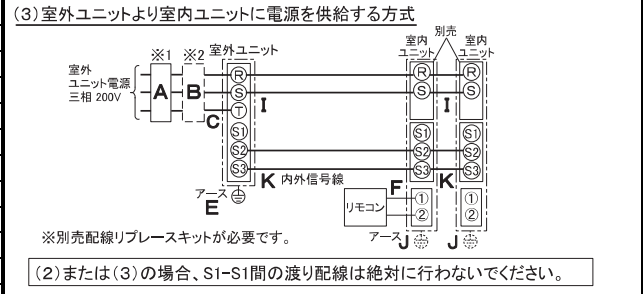 (3)室外ユニットより室内ユニットに電源を供給する方式
別売
※1 ※2 室外ユニット 室内ユニット 室内ユニット
室外
ユニット電源
三相 200V
A B C
R R R
S S S
T
I I
S1 S1 S1
S2 S2 S2
S3 S3 S3
K 内外信号線 K
アース E
F
リモコン ① ①
② ②
アース J J
※別売配線リプレースキットが必要です。
(2)または(3)の場合、S1-S1間の渡り配線は絶対に行わないでください。